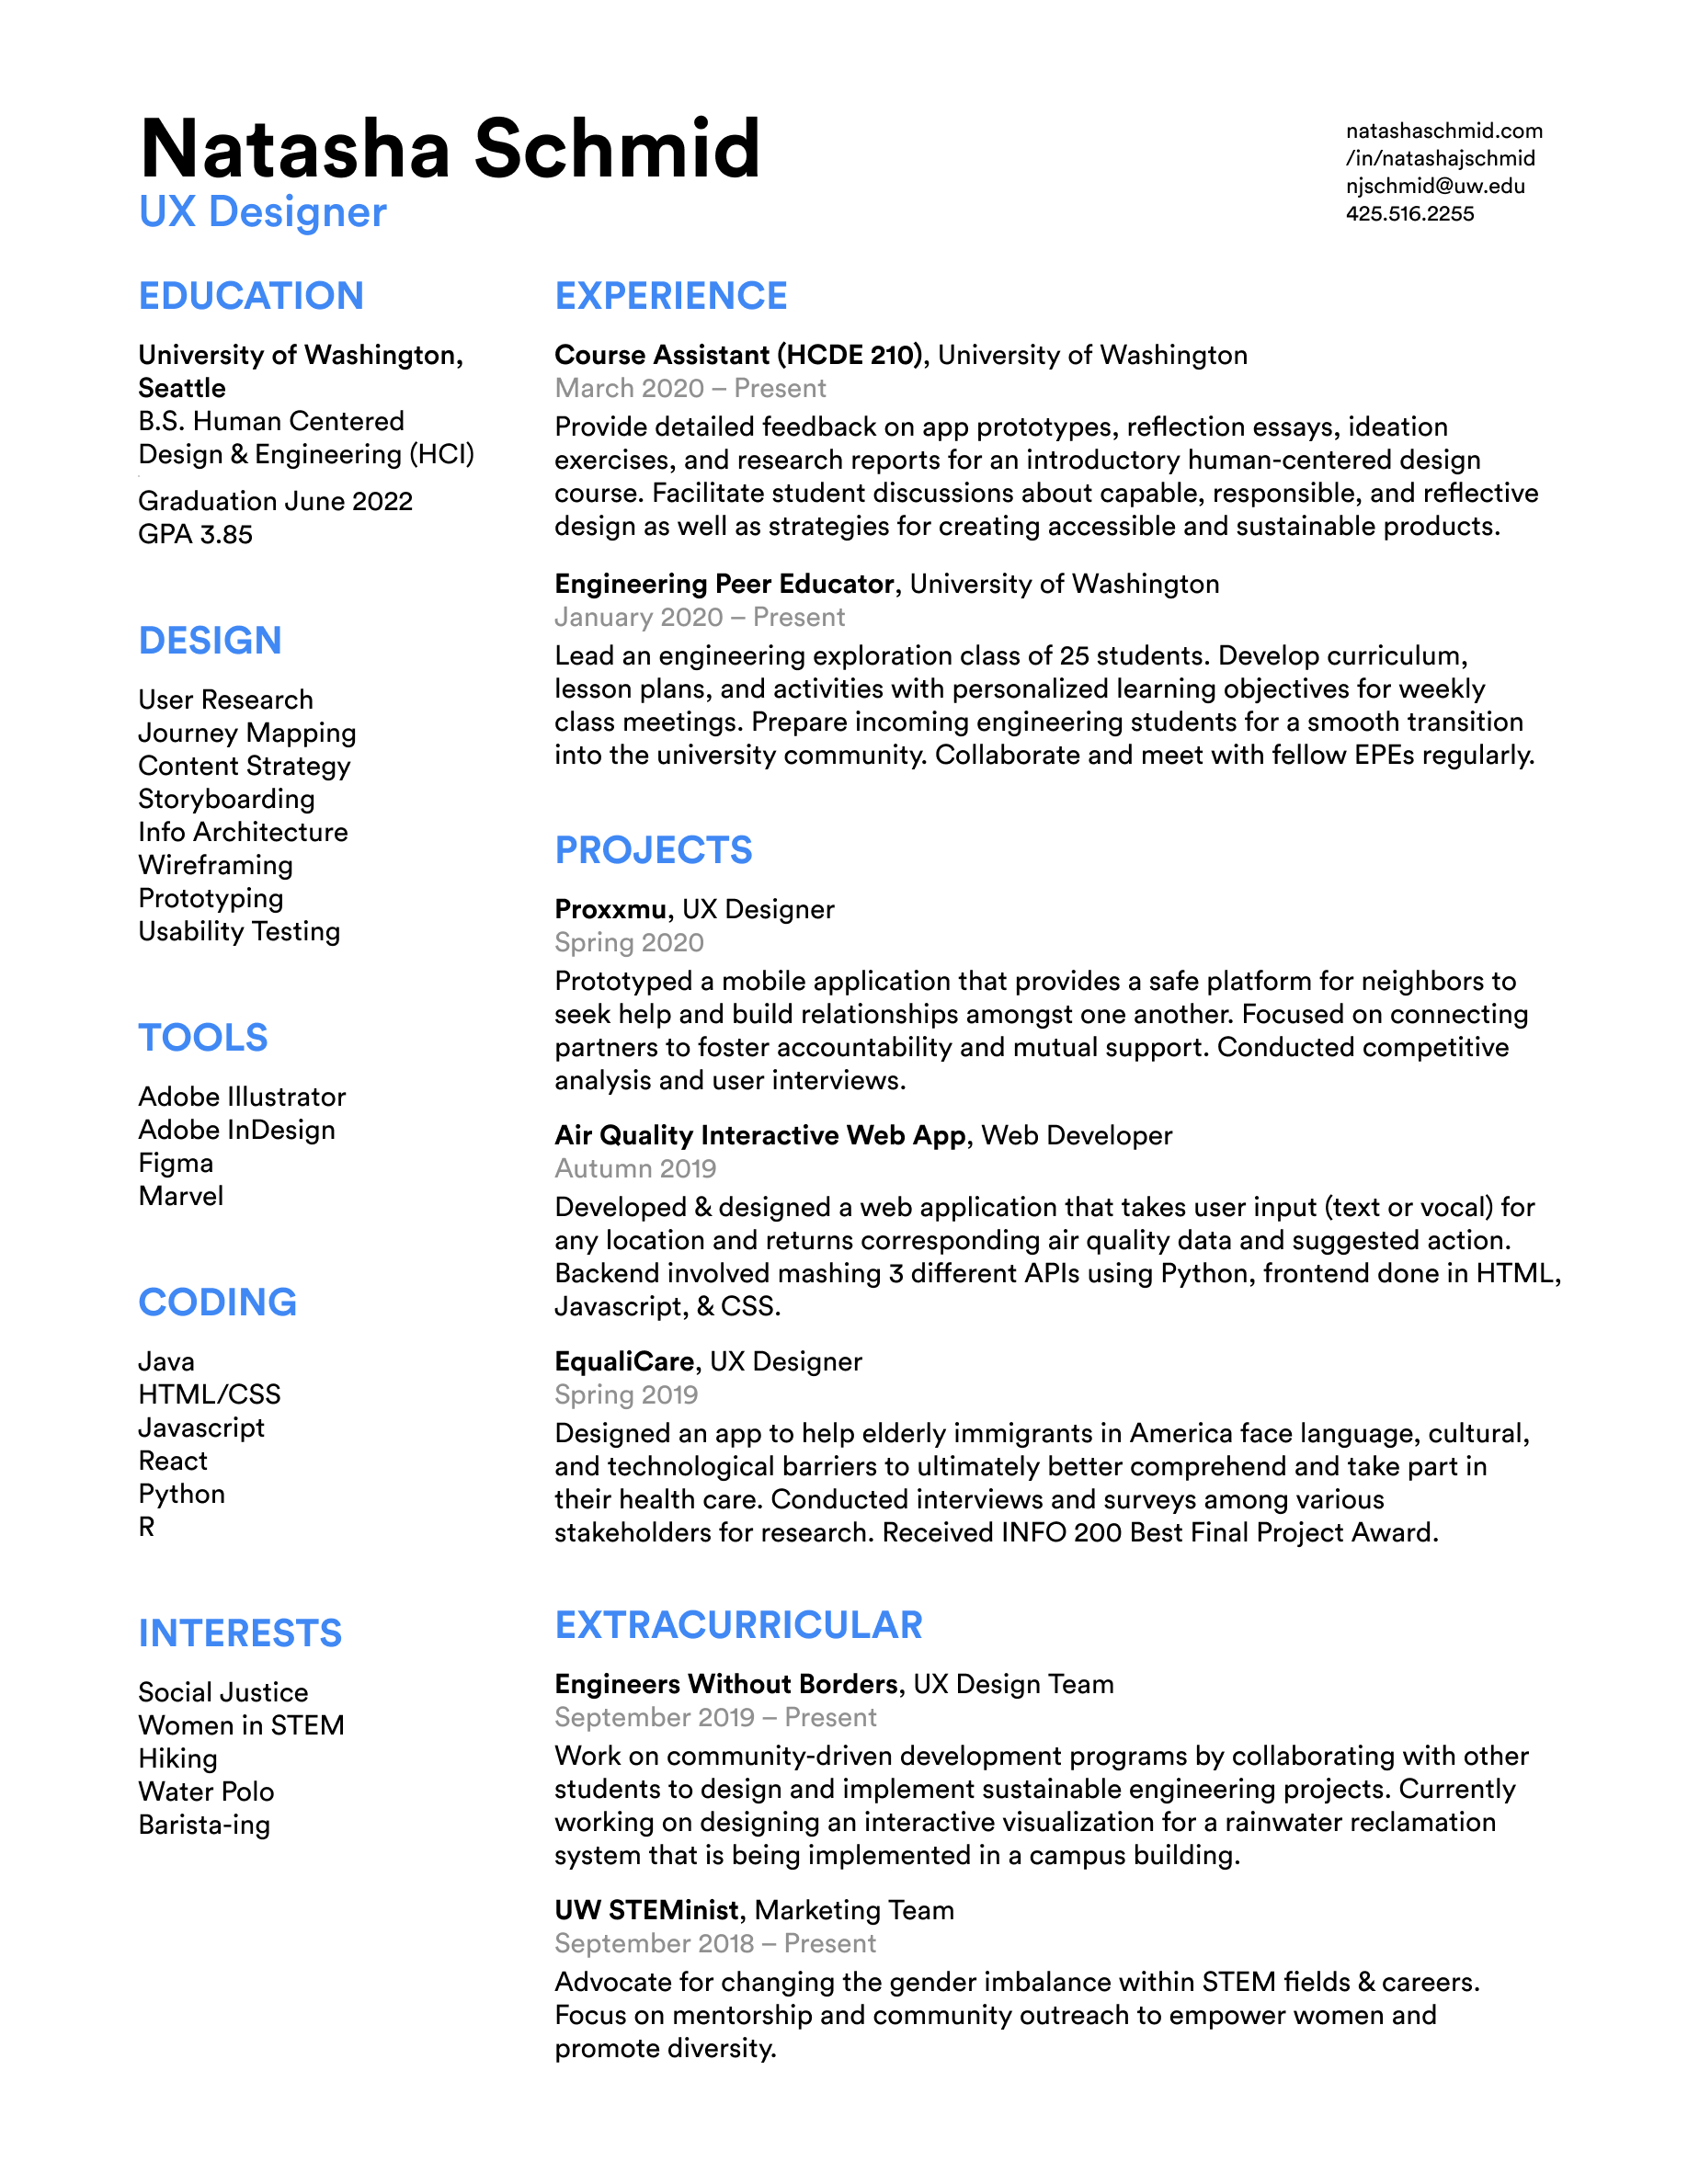 Natasha Schmid
UX Designer
natashaschmid.com
/in/natashajschmid
njschmid@uw.edu
425.516.2255
EDUCATION
University of Washington,
Seattle
B.S. Human Centered
Design & Engineering (HCI)
Graduation June 2022
GPA 3.85
DESIGN
User Research
Journey Mapping
Content Strategy
Storyboarding
Info Architecture
Wireframing
Prototyping
Usability Testing
TOOLS
Adobe Illustrator
Adobe InDesign
Figma
Marvel
CODING
Java
HTML/CSS
Javascript
React
Python
R
INTERESTS
Social Justice
Women in STEM
Hiking
Water Polo
Barista-ing
EXPERIENCE
Course Assistant (HCDE 210), University of Washington
March 2020 – Present
Provide detailed feedback on app prototypes, reflection essays, ideation
exercises, and research reports for an introductory human-centered design
course. Facilitate student discussions about capable, responsible, and reflective
design as well as strategies for creating accessible and sustainable products.
Engineering Peer Educator, University of Washington
January 2020 – Present
Lead an engineering exploration class of 25 students. Develop curriculum,
lesson plans, and activities with personalized learning objectives for weekly
class meetings. Prepare incoming engineering students for a smooth transition
into the university community. Collaborate and meet with fellow EPEs regularly.
PROJECTS
Proxxmu, UX Designer
Spring 2020
Prototyped a mobile application that provides a safe platform for neighbors to
seek help and build relationships amongst one another. Focused on connecting
partners to foster accountability and mutual support. Conducted competitive
analysis and user interviews.
Air Quality Interactive Web App, Web Developer
Autumn 2019
Developed & designed a web application that takes user input (text or vocal) for
any location and returns corresponding air quality data and suggested action.
Backend involved mashing 3 different APIs using Python, frontend done in HTML,
Javascript, & CSS.
EqualiCare, UX Designer
Spring 2019
Designed an app to help elderly immigrants in America face language, cultural,
and technological barriers to ultimately better comprehend and take part in
their health care. Conducted interviews and surveys among various
stakeholders for research. Received INFO 200 Best Final Project Award.
EXTRACURRICULAR
Engineers Without Borders, UX Design Team
September 2019 – Present
Work on community-driven development programs by collaborating with other
students to design and implement sustainable engineering projects. Currently
working on designing an interactive visualization for a rainwater reclamation
system that is being implemented in a campus building.
UW STEMinist, Marketing Team
September 2018 – Present
Advocate for changing the gender imbalance within STEM fields & careers.
Focus on mentorship and community outreach to empower women and
promote diversity.